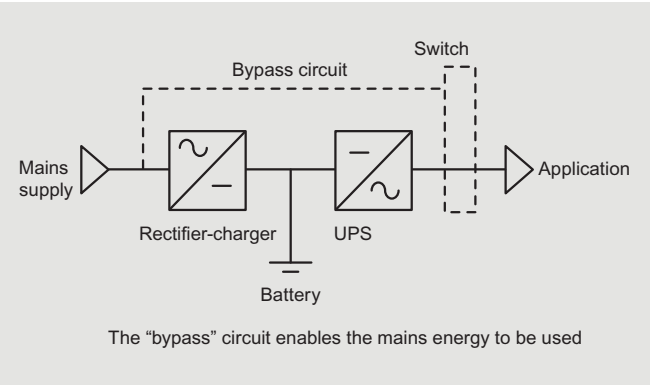 Switch
Bypass circuit
Mains
supply
Application
Rectifier-charger
UPS
Battery
The “bypass” circuit enables the mains energy to be used